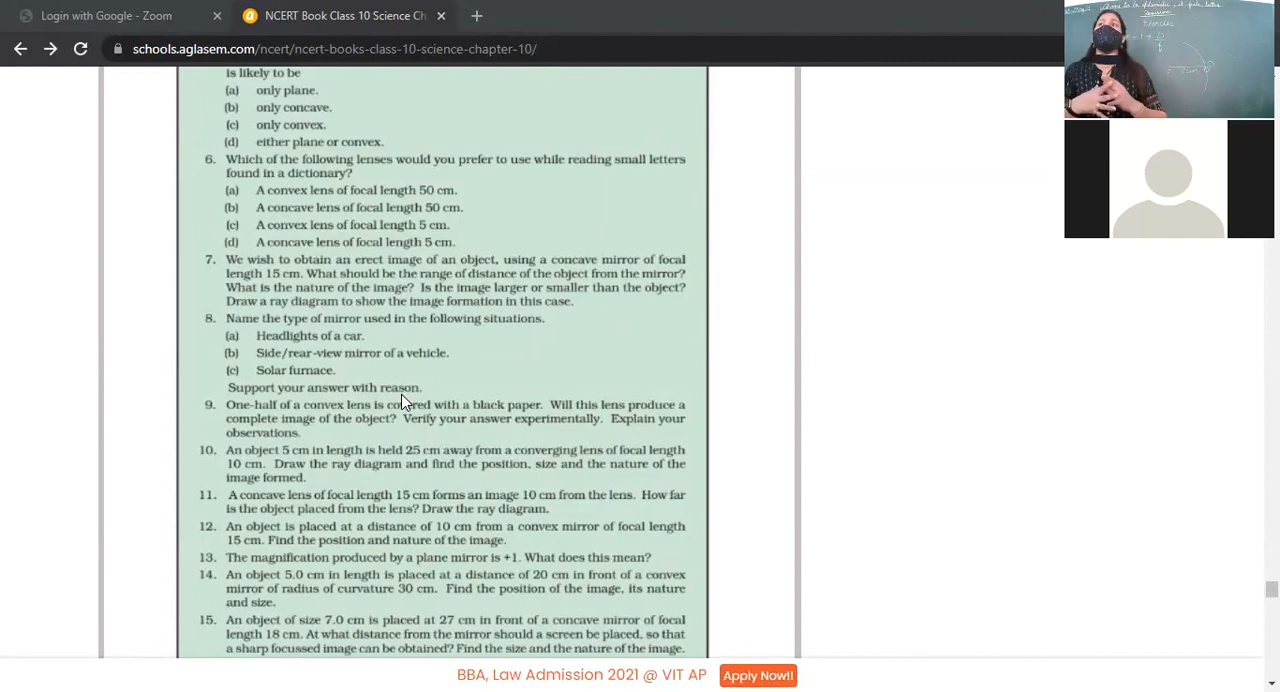 Login with Google - Zoom
NCERT Book Class 10 Science Ch
schools.aglasem.com/ncert/ncert-books-class-10-science-chapter-10/
is likely to be
(a) only plane.
(b) only concave.
(c) only convex.
(d) either plane or convex.
6. Which of the following lenses would you prefer to use while reading small letters
found in a dictionary?
(a) A convex lens of focal length 50 cm.
(b) A concave lens of focal length 50 cm.
(c) A convex lens of focal length 5 cm.
(d) A concave lens of focal length 5 cm.
7. We wish to obtain an erect image of an object, using a concave mirror of focal
length 15 cm. What should be the range of distance of the object from the mirror?
What is the nature of the image? Is the image larger or smaller than the object?
Draw a ray diagram to show the image formation in this case.
8. Name the type of mirror used in the following situations.
(a) Headlights of a car.
(b) Side/rear-view mirror of a vehicle.
(c) Solar furnace.
Support your answer with reason.
9. One-half of a convex lens is covered with a black paper. Will this lens produce a
complete image of the object? Verify your answer experimentally. Explain your
observations.
10. An object 5 cm in length is held 25 cm away from a converging lens of focal length
10 cm. Draw the ray diagram and find the position, size and the nature of the
image formed.
11. A concave lens of focal length 15 cm forms an image 10 cm from the lens. How far
is the object placed from the lens? Draw the ray diagram.
12. An object is placed at a distance of 10 cm from a convex mirror of focal length
15 cm. Find the position and nature of the image.
13. The magnification produced by a plane mirror is +1. What does this mean?
14. An object 5.0 cm in length is placed at a distance of 20 cm in front of a convex
mirror of radius of curvature 30 cm. Find the position of the image, its nature
and size.
15. An object of size 7.0 cm is placed at 27 cm in front of a concave mirror of focal
length 18 cm. At what distance from the mirror should a screen be placed, so that
a sharp focussed image can be obtained? Find the size and the nature of the image.
BBA, Law Admission 2021 @ VIT AP
Apply Now!!